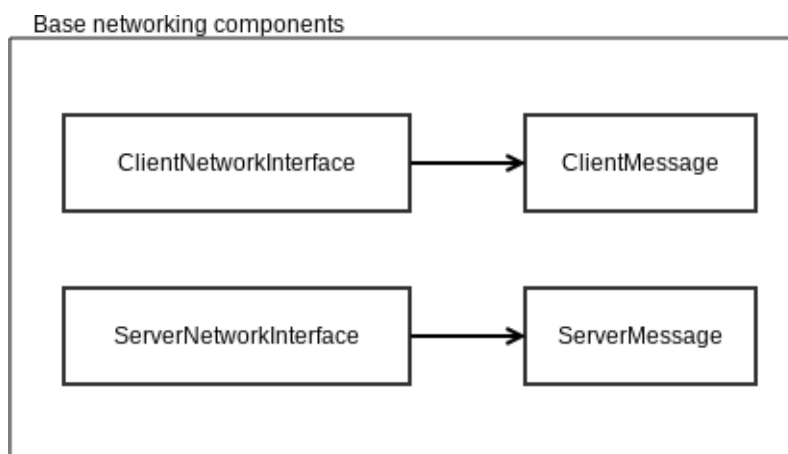 Base networking components
ClientNetworkInterface
ClientMessage
ServerNetworkInterface
ServerMessage